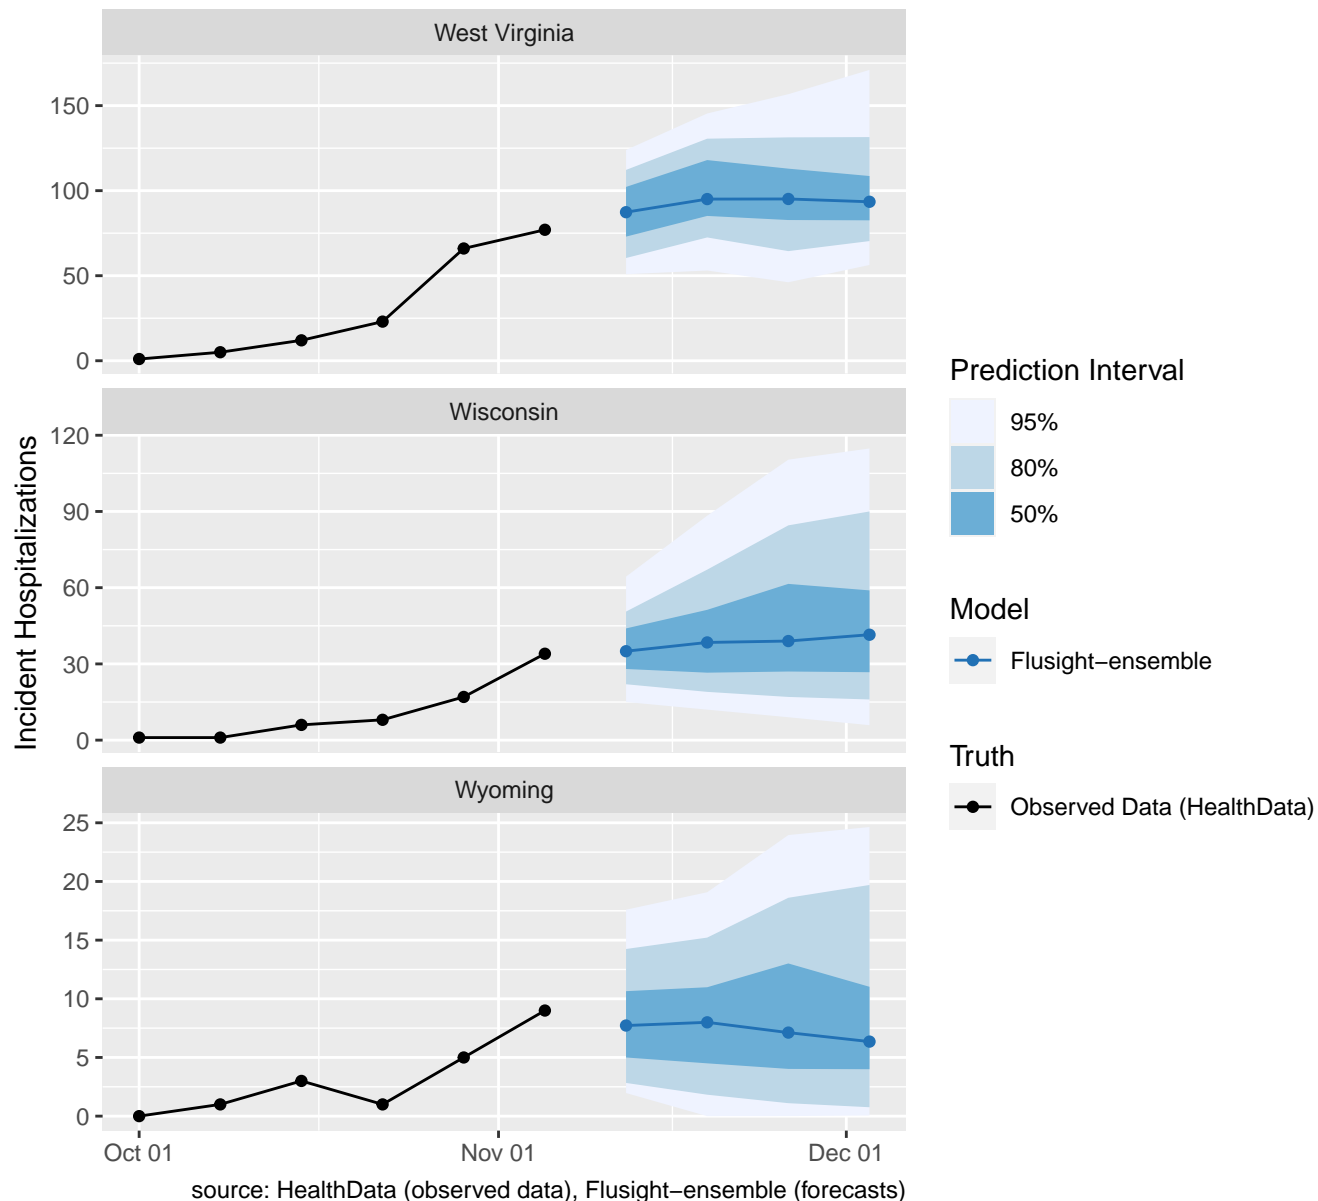 West Virginia
150
100
50
0
Wisconsin
120
90
60
30
0
Wyoming
25
20
15
10
5
0
Oct 01 Nov 01 Dec 01
Incident Hospitalizations
source: HealthData (observed data), Flusight−ensemble (forecasts)
Prediction Interval
95%
80%
50%
Model
Flusight−ensemble
Truth
Observed Data (HealthData)